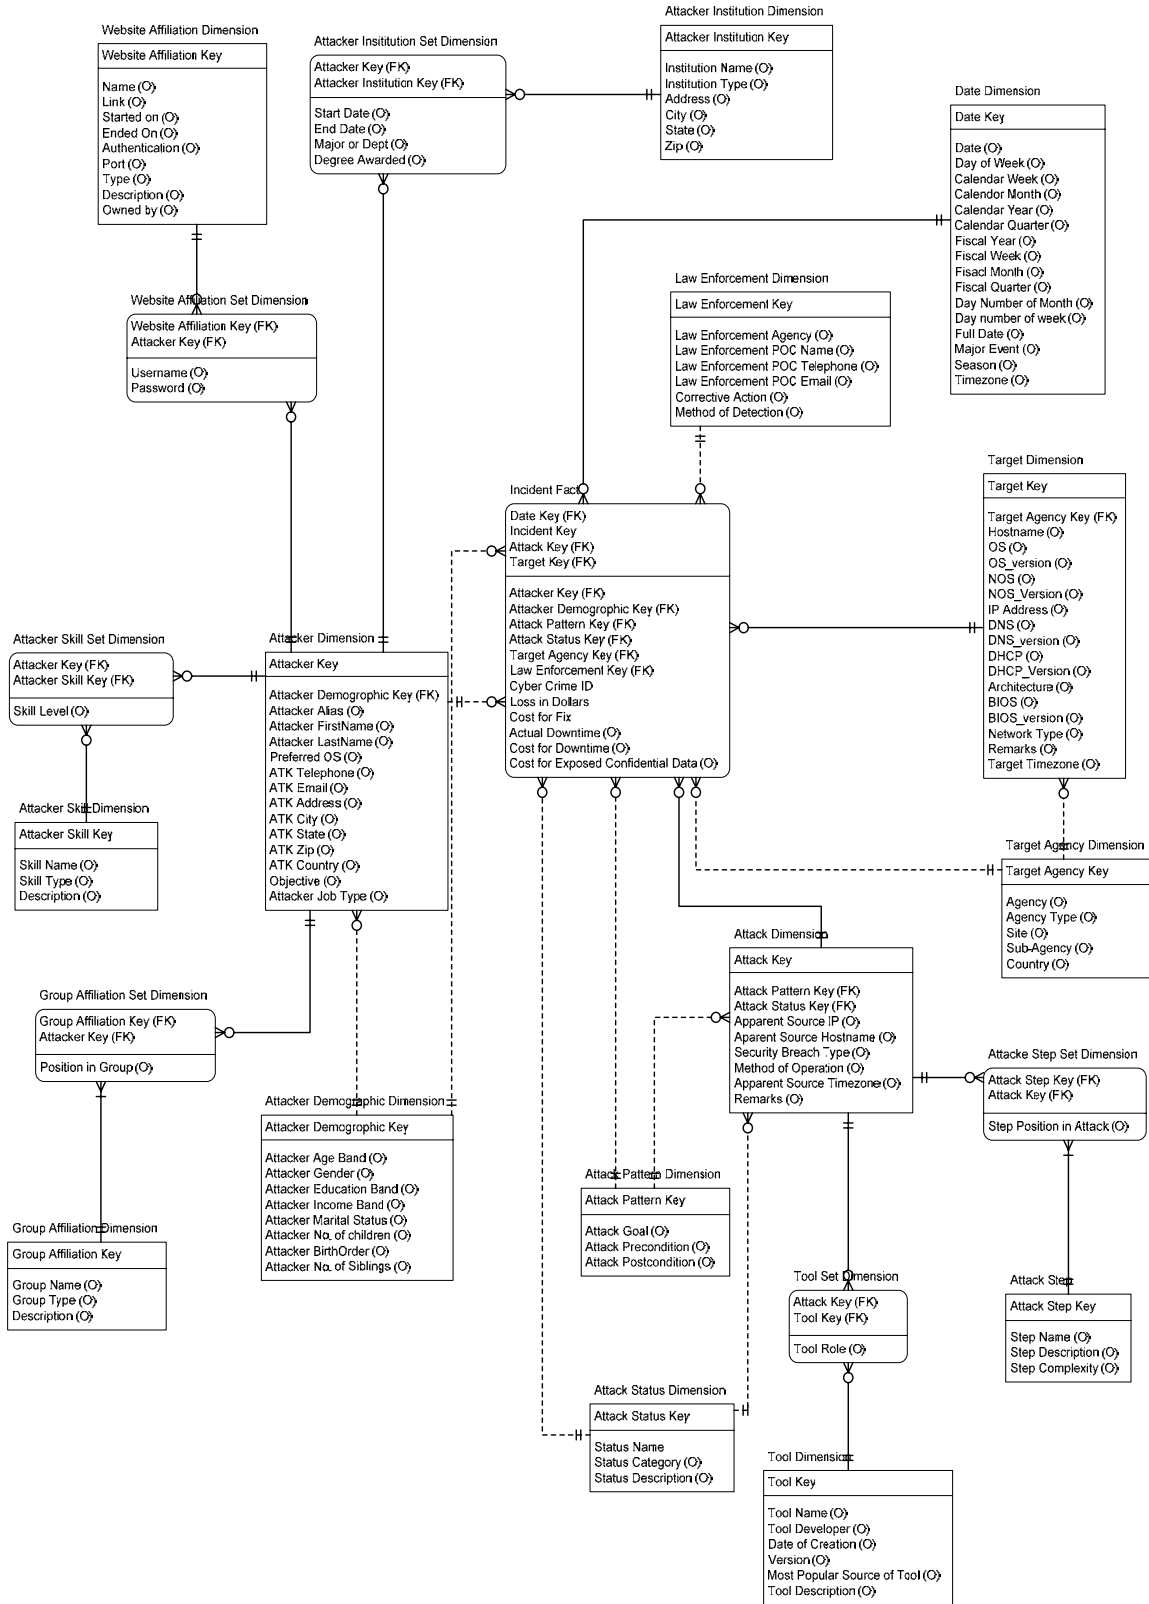 Website Affiliation Dimension
Website Affiliation Key
Name (O)
Link (O)
Started on (O)
Ended On (O)
Authentication (O)
Port (O)
Type (O)
Description (O)
Owned by (O)
Attacker Insititution Set Dimension
Attacker Key (FK)
Attacker Institution Key (FK)
Start Date (O)
End Date (O)
Major or Dept (O)
Degree Awarded (O)
Attacker Institution Dimension
Attacker Institution Key
Institution Name (O)
Institution Type (O)
Address (O)
City (O)
State (O)
Zip (O)
Date Dimension
Date Key
Date (O)
Day of Week (O)
Calendar Week (O)
Calendor Month (O)
Calendar Year (O)
Calendar Quarter (O)
Fiscal Year (O)
Fiscal Week (O)
Fisacl Month (O)
Fiscal Quarter (O)
Day Number of Month (O)
Day number of week (O)
Full Date (O)
Major Event (O)
Season (O)
Timezone (O)
Website Affiliation Set Dimension
Website Affiliation Key (FK)
Attacker Key (FK)
Username (O)
Password (O)
Law Enforcement Dimension
Law Enforcement Key
Law Enforcement Agency (O)
Law Enforcement POC Name (O)
Law Enforcement POC Telephone (O)
Law Enforcement POC Email (O)
Corrective Action (O)
Method of Detection (O)
Incident Fact
Date Key (FK)
Incident Key
Attack Key (FK)
Target Key (FK)
Attacker Key (FK)
Attacker Demographic Key (FK)
Attack Pattern Key (FK)
Attack Status Key (FK)
Target Agency Key (FK)
Law Enforcement Key (FK)
Cyber Crime ID
Loss in Dollars
Cost for Fix
Actual Downtime (O)
Cost for Downtime (O)
Cost for Exposed Confidential Data (O)
Target Dimension
Target Key
Target Agency Key (FK)
Hostname (O)
OS (O)
OS_version (O)
NOS (O)
NOS_Version (O)
IP Address (O)
DNS (O)
DNS_version (O)
DHCP (O)
DHCP_Version (O)
Architecture (O)
BIOS (O)
BIOS_version (O)
Network Type (O)
Remarks (O)
Target Timezone (O)
Attacker Skill Set Dimension
Attacker Key (FK)
Attacker Skill Key (FK)
Skill Level (O)
Attacker Dimension
Attacker Key
Attacker Demographic Key (FK)
Attacker Alias (O)
Attacker FirstName (O)
Attacker LastName (O)
Preferred OS (O)
ATK Telephone (O)
ATK Email (O)
ATK Address (O)
ATK City (O)
ATK State (O)
ATK Zip (O)
ATK Country (O)
Objective (O)
Attacker Job Type (O)
Attacker Skill Dimension
Attacker Skill Key
Skill Name (O)
Skill Type (O)
Description (O)
Target Agency Dimension
Target Agency Key
Agency (O)
Agency Type (O)
Site (O)
Sub-Agency (O)
Country (O)
Attack Dimension
Attack Key
Attack Pattern Key (FK)
Attack Status Key (FK)
Apparent Source IP (O)
Aparent Source Hostname (O)
Security Breach Type (O)
Method of Operation (O)
Apparent Source Timezone (O)
Remarks (O)
Group Affiliation Set Dimension
Group Affiliation Key (FK)
Attacker Key (FK)
Position in Group (O)
Attacke Step Set Dimension
Attack Step Key (FK)
Attack Key (FK)
Step Position in Attack (O)
Attacker Demographic Dimension
Attacker Demographic Key
Attacker Age Band (O)
Attacker Gender (O)
Attacker Education Band (O)
Attacker Income Band (O)
Attacker Marital Status (O)
Attacker No. of children (O)
Attacker BirthOrder (O)
Attacker No. of Siblings (O)
Attack Pattern Dimension
Attack Pattern Key
Attack Goal (O)
Attack Precondition (O)
Attack Postcondition (O)
Group Affiliation Dimension
Group Affiliation Key
Group Name (O)
Group Type (O)
Description (O)
Tool Set Dimension
Attack Key (FK)
Tool Key (FK)
Tool Role (O)
Attack Step
Attack Step Key
Step Name (O)
Step Description (O)
Step Complexity (O)
Attack Status Dimension
Attack Status Key
Status Name
Status Category (O)
Status Description (O)
Tool Dimension
Tool Key
Tool Name (O)
Tool Developer (O)
Date of Creation (O)
Version (O)
Most Popular Source of Tool (O)
Tool Description (O)